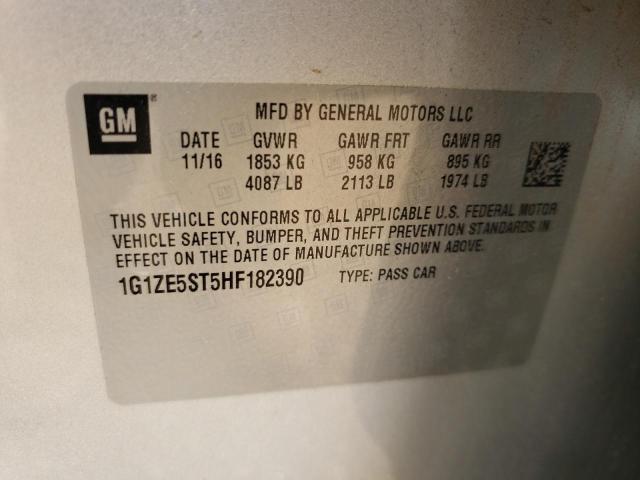 GM ®
MFD BY GENERAL MOTORS LLC
DATE GVWR GAWR FRT GAWR RR
11/16 1853 KG 958 KG 895 KG
4087 LB 2113 LB 1974 LB
THIS VEHICLE CONFORMS TO ALL APPLICABLE U.S. FEDERAL MOTOR
VEHICLE SAFETY, BUMPER, AND THEFT PREVENTION STANDARDS IN
EFFECT ON THE DATE OF MANUFACTURE SHOWN ABOVE.
1G1ZE5ST5HF182390 TYPE: PASS CAR